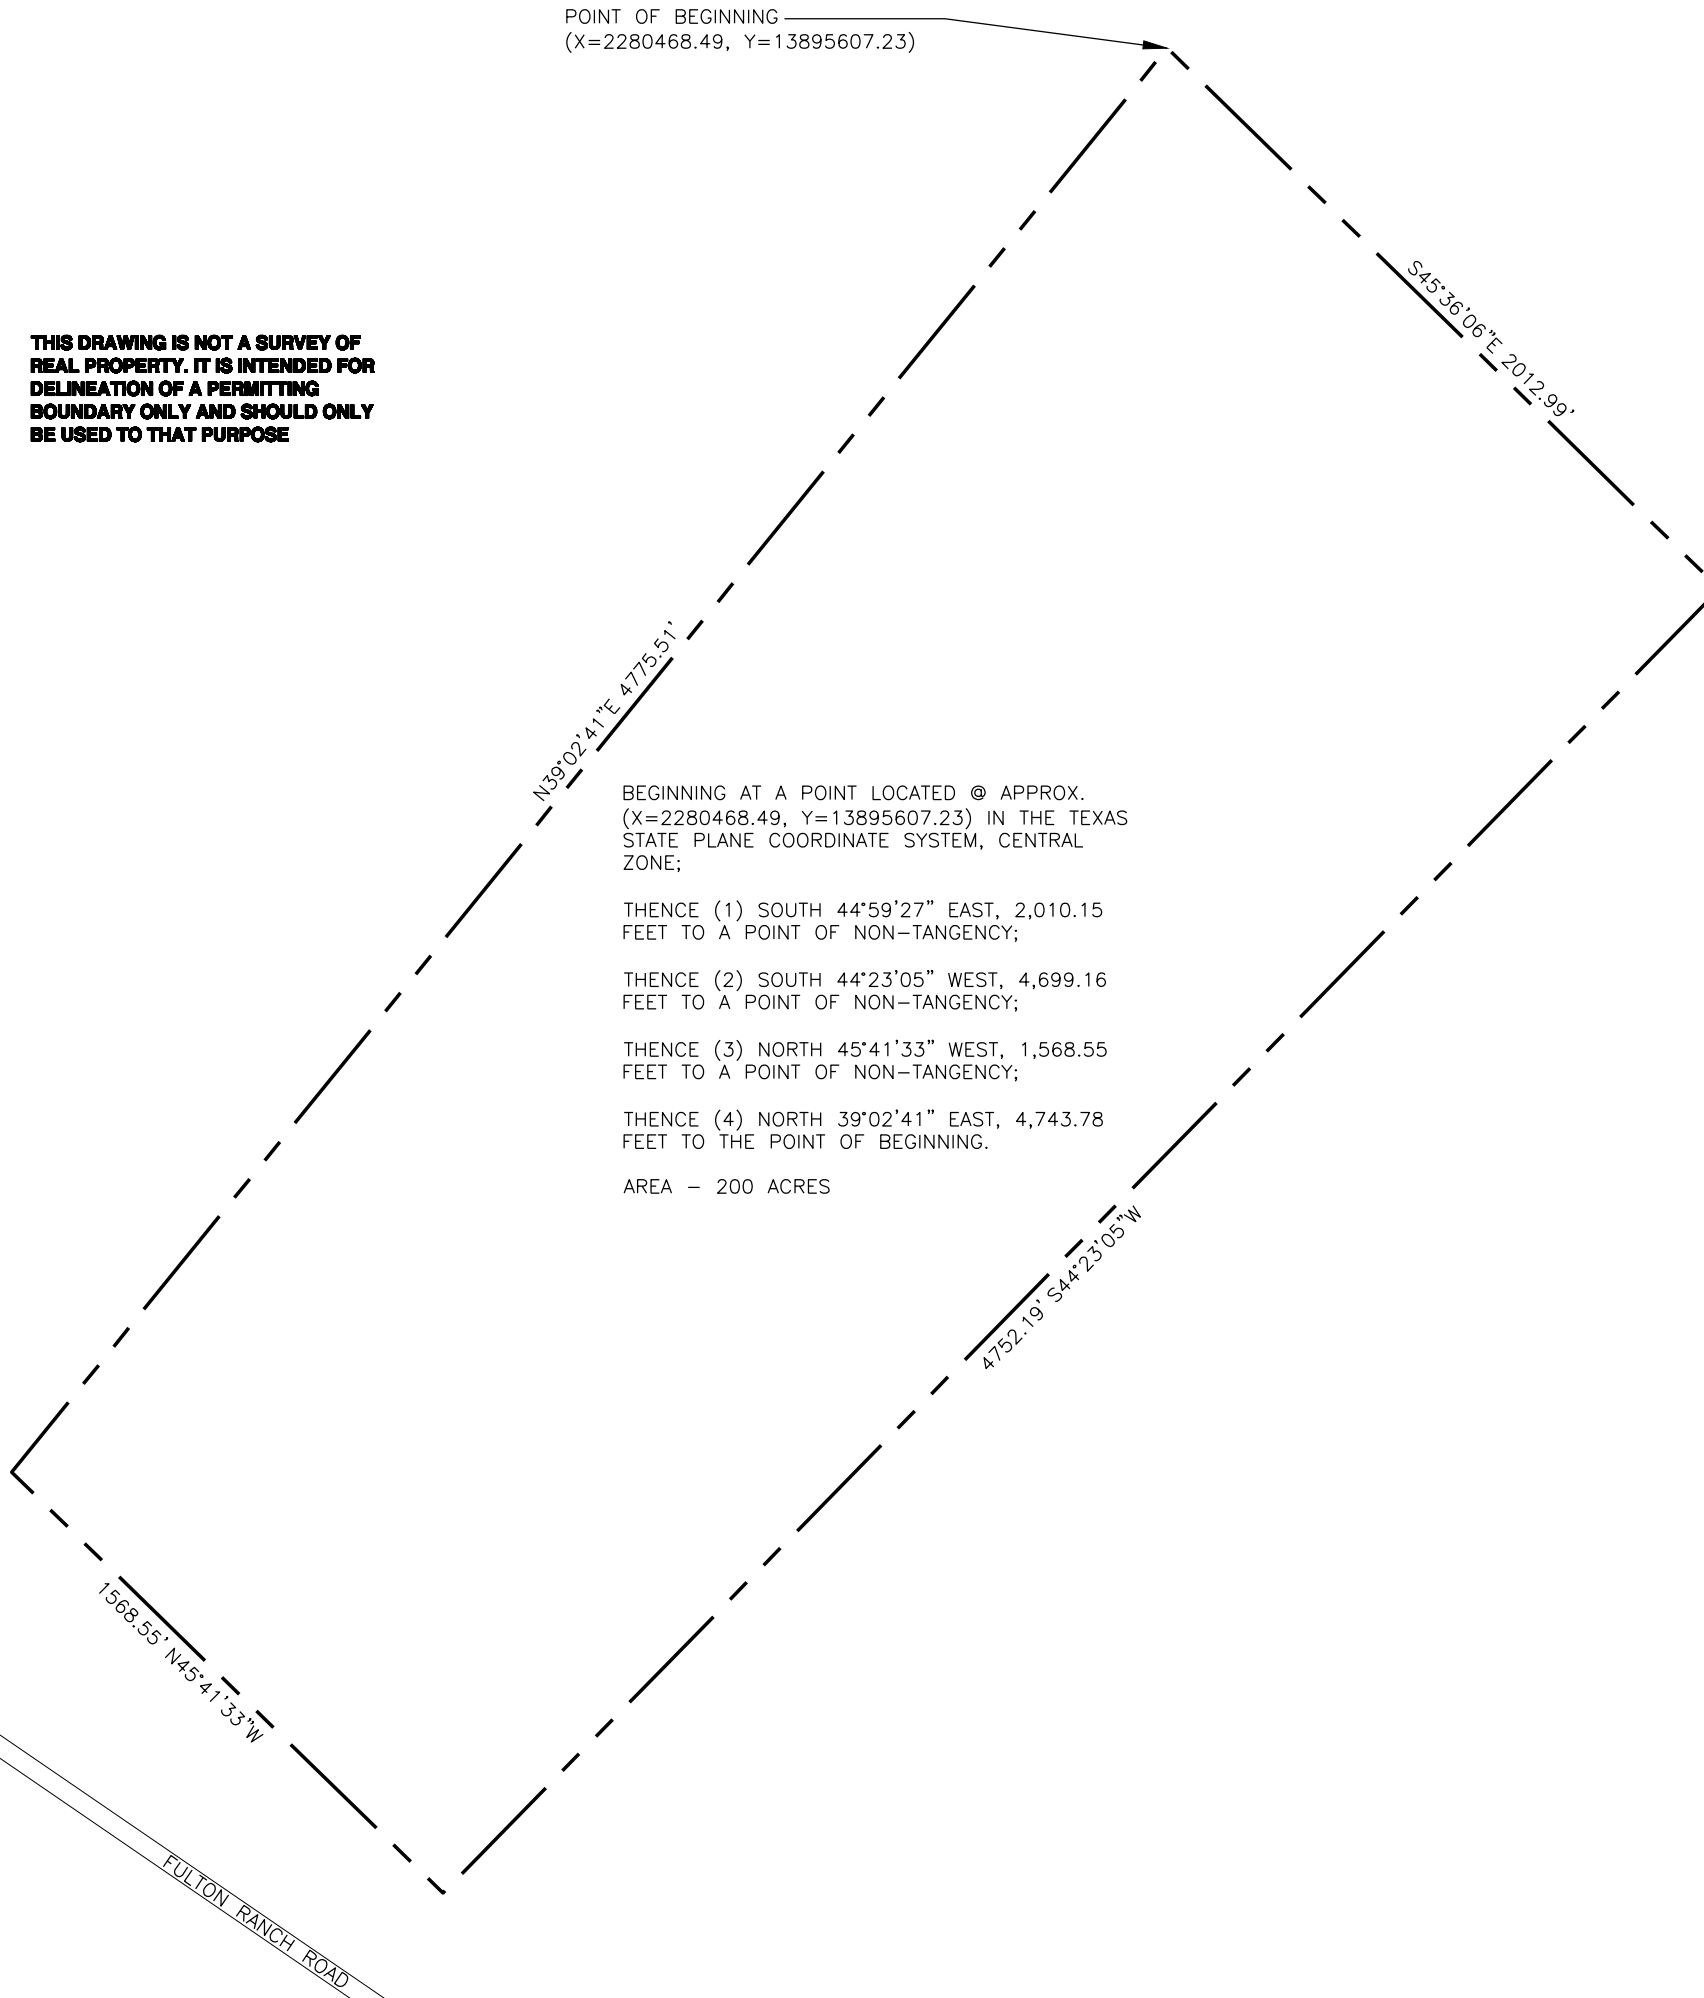 POINT OF BEGINNING
(X=2280468.49, Y=13895607.23)
S45°36'06"E 2012.99'
THIS DRAWING IS NOT A SURVEY OF
REAL PROPERTY. IT IS INTENDED FOR
DELINEATION OF A PERMITTING
BOUNDARY ONLY AND SHOULD ONLY
BE USED TO THAT PURPOSE
N39°02'41"E 4775.51'
BEGINNING AT A POINT LOCATED @ APPROX.
(X=2280468.49, Y=13895607.23) IN THE TEXAS
STATE PLANE COORDINATE SYSTEM, CENTRAL
ZONE;
THENCE (1) SOUTH 44°59'27" EAST, 2,010.15
FEET TO A POINT OF NON-TANGENCY;
THENCE (2) SOUTH 44°23'05" WEST, 4,699.16
FEET TO A POINT OF NON-TANGENCY;
THENCE (3) NORTH 45°41'33" WEST, 1,568.55
FEET TO A POINT OF NON-TANGENCY;
THENCE (4) NORTH 39°02'41" EAST, 4,743.78
FEET TO THE POINT OF BEGINNING.
AREA - 200 ACRES
4752.19' S44°23'05"W
1568.55' N45°41'33"W
FULTON RANCH ROAD